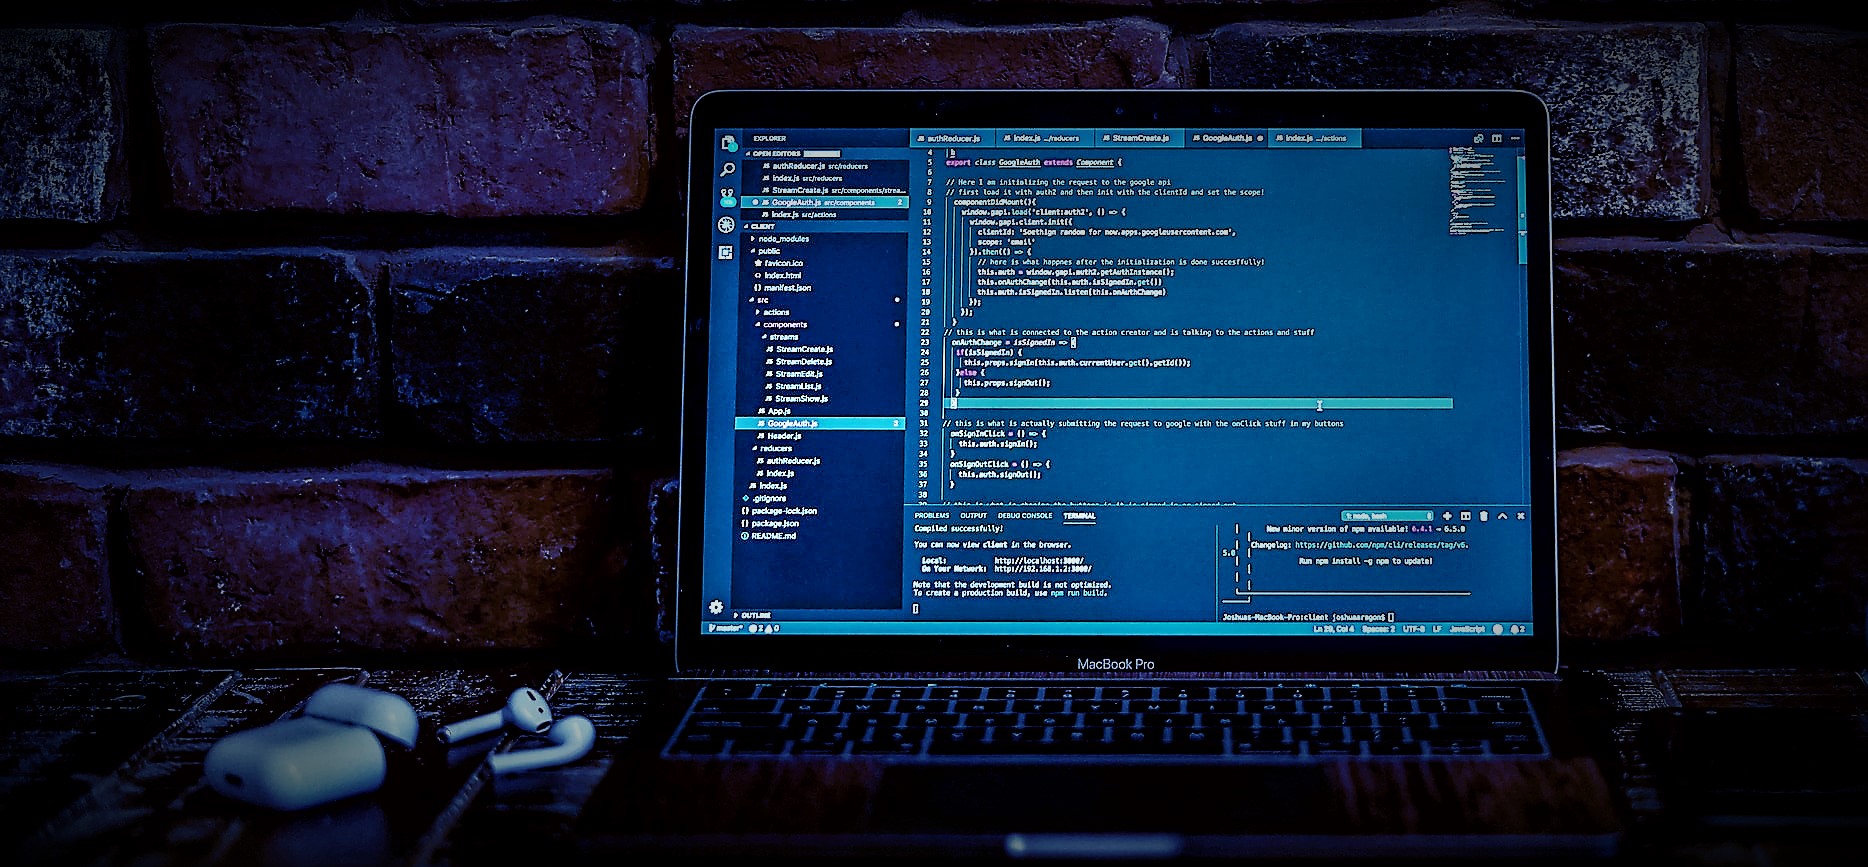 EXPLORER
OPEN EDITORS
authReducer.js src/reducers
index.js src/reducers
StreamCreate.js src/components/strea...
GoogleAuth.js src/components 2
index.js src/actions
CLIENT
node_modules
public
favicon.ico
index.html
manifest.json
src
actions
components
streams
StreamCreate.js
StreamDelete.js
StreamEdit.js
StreamList.js
StreamShow.js
App.js
GoogleAuth.js 2
Header.js
reducers
authReducer.js
index.js
index.js
.gitignore
package-lock.json
package.json
README.md
OUTLINE
authReducer.js index.js .../reducers StreamCreate.js GoogleAuth.js index.js .../actions
4
5 export class GoogleAuth extends Component {
6
7 // Here I am initializing the request to the google api
8 // first load it with auth2 and then init with the clientId and set the scope!
9 componentDidMount(){
10 window.gapi.load('client:auth2', () => {
11 window.gapi.client.init({
12 clientId: 'Soethign random for now.apps.googleusercontent.com',
13 scope: 'email'
14 }).then(() => {
15 // here is what happnes after the initialization is done succesffully!
16 this.auth = window.gapi.auth2.getAuthInstance();
17 this.onAuthChange(this.auth.isSignedIn.get())
18 this.auth.isSignedIn.listen(this.onAuthChange)
19 });
20 });
21 }
22 // this is what is connected to the action creator and is talking to the actions and stuff
23 onAuthChange = isSignedIn => {
24 if(isSignedIn) {
25 this.props.signIn(this.auth.currentUser.get().getId());
26 }else {
27 this.props.signOut();
28 }
29 }
30
31 // this is what is actually submitting the request to google with the onClick stuff in my buttons
32 onSignInClick = () => {
33 this.auth.signIn();
34 }
35 onSignOutClick = () => {
36 this.auth.signOut();
37 }
38
PROBLEMS OUTPUT DEBUG CONSOLE TERMINAL 1: node, bash
Compiled successfully!
You can now view client in the browser.
Local: http://localhost:3000/
On Your Network: http://192.168.1.2:3000/
Note that the development build is not optimized.
To create a production build, use npm run build.
New minor version of npm available! 6.4.1 → 6.5.0
Changelog: https://github.com/npm/cli/releases/tag/v6.
5.0
Run npm install -g npm to update!
Joshuas-MacBook-Pro:client joshuaaragon$
master* 2 0 Ln 29, Col 4 Spaces: 2 UTF-8 LF JavaScript 2
MacBook Pro